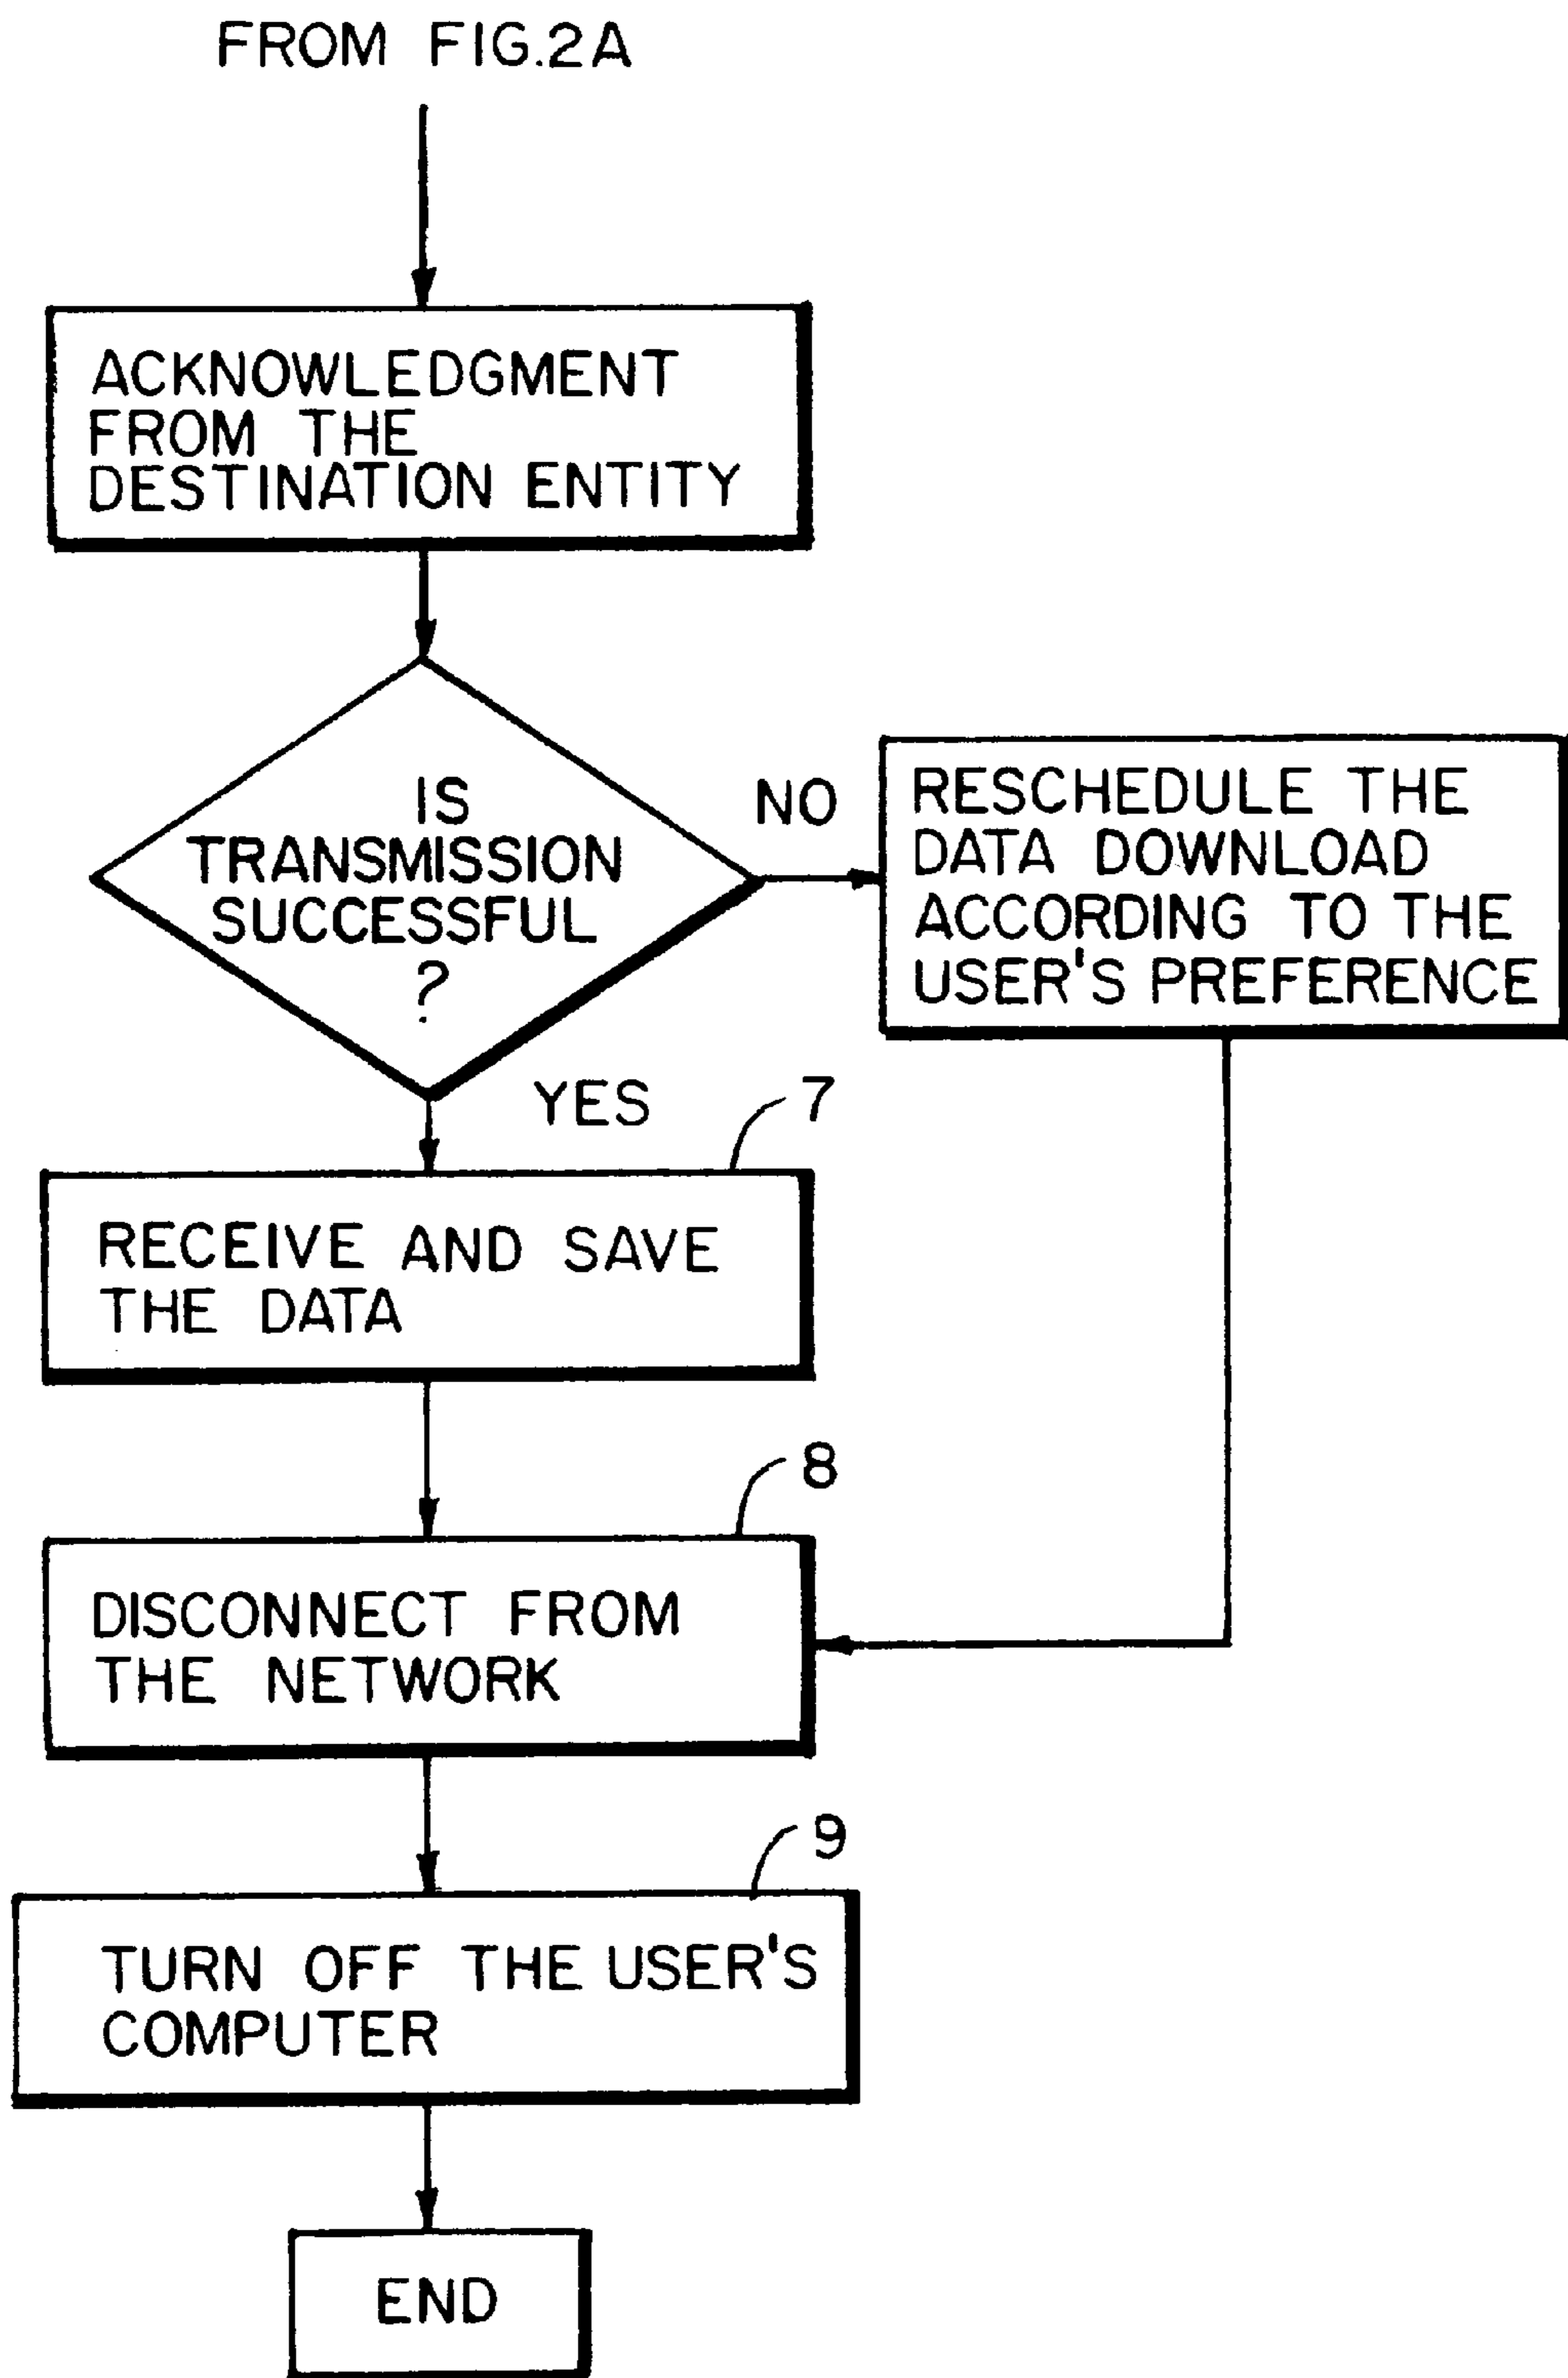 FROM FIG.2A
ACKNOWLEDGMENT
FROM THE
DESTINATION ENTITY
IS
TRANSMISSION
SUCCESSFUL
?
NO
RESCHEDULE THE
DATA DOWNLOAD
ACCORDING TO THE
USER'S PREFERENCE
YES
7
RECEIVE AND SAVE
THE DATA
8
DISCONNECT FROM
THE NETWORK
9
TURN OFF THE USER'S
COMPUTER
END